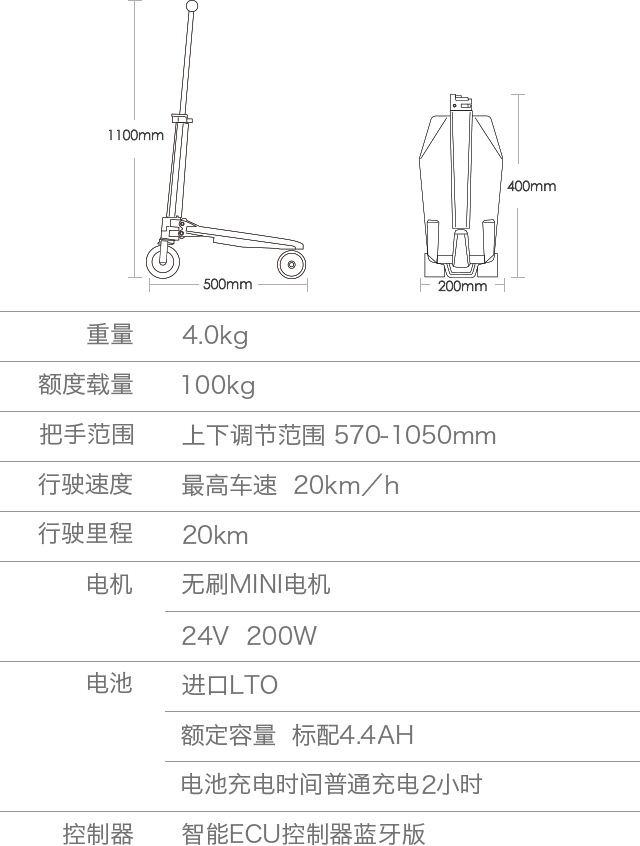 1100mm
400mm
500mm
200mm
重量 4.0kg
额度载量 100kg
把手范围 上下调节范围 570-1050mm
行驶速度 最高车速 20km／h
行驶里程 20km
电机 无刷MINI电机
24V 200W
电池 进口LTO
额定容量 标配4.4AH
电池充电时间普通充电2小时
控制器 智能ECU控制器蓝牙版